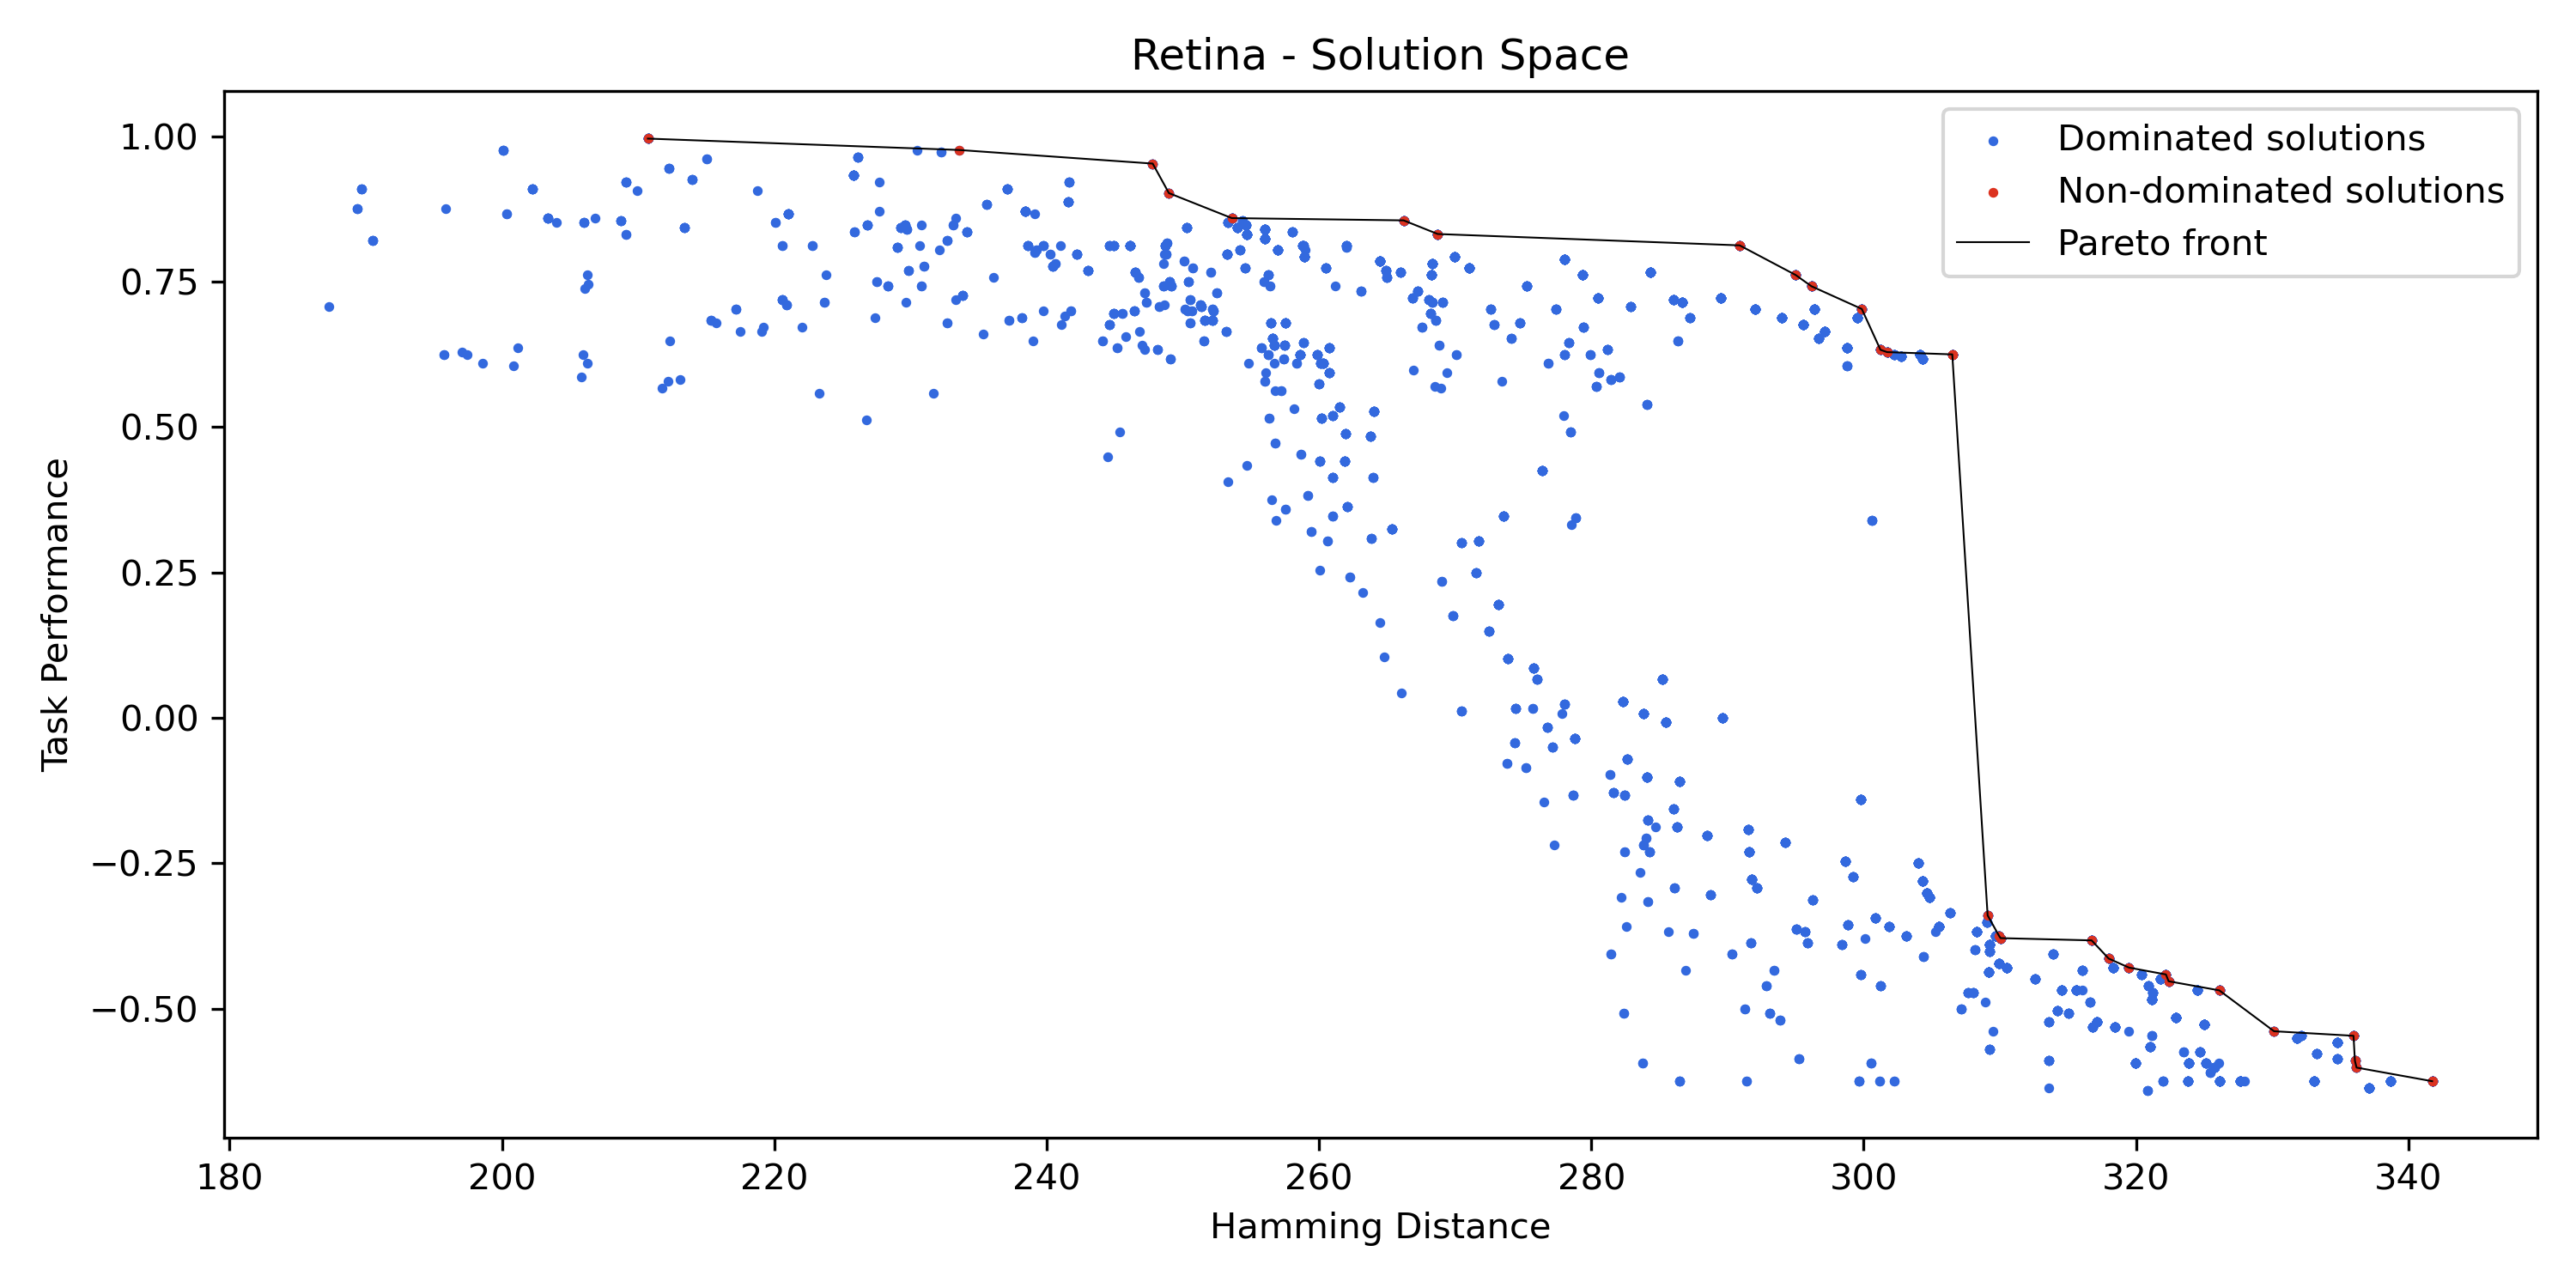 Retina - Solution Space
Dominated solutions
Non-dominated solutions
Pareto front
1.00
0.75
0.50
0.25
0.00
−0.25
−0.50
Task Performance
180 200 220 240 260 280 300 320 340
Hamming Distance